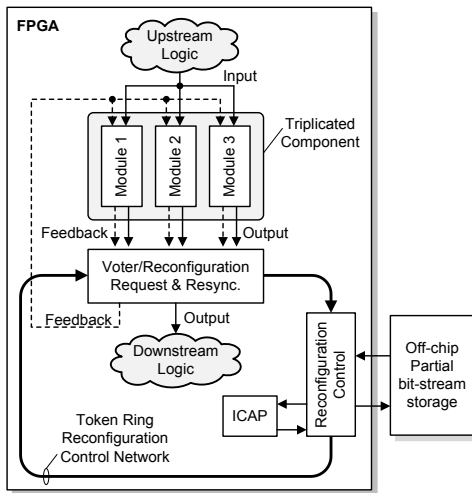 FPGA
Upstream
Logic
Input
Module 1
Module 2
Module 3
Triplicated
Component
Feedback
Output
Voter/Reconfiguration
Request & Resync.
Feedback
Output
Downstream
Logic
Reconfiguration
Control
Off-chip
Partial
bit-stream
storage
ICAP
Token Ring
Reconfiguration
Control Network